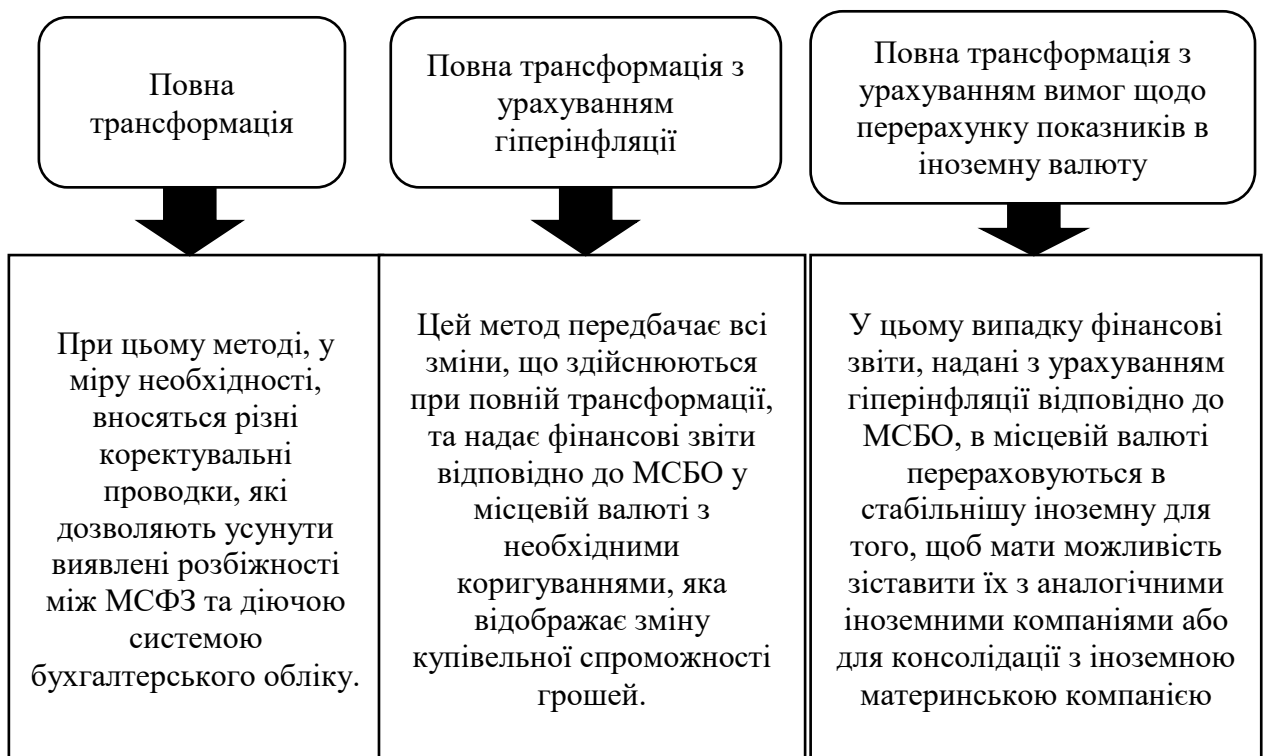 Повна
трансформація
Повна трансформація з
урахуванням
гіперінфляції
Повна трансформація з
урахуванням вимог щодо
перерахунку показників в
іноземну валюту
При цьому методі, у
міру необхідності,
вносяться різні
коректувальні
проводки, які
дозволяють усунути
виявлені розбіжності
між МСФЗ та діючою
системою
бухгалтерського обліку.
Цей метод передбачає всі
зміни, що здійснюються
при повній трансформації,
та надає фінансові звіти
відповідно до МСБО у
місцевій валюті з
необхідними
коригуваннями, яка
відображає зміну
купівельної спроможності
грошей.
У цьому випадку фінансові
звіти, надані з урахуванням
гіперінфляції відповідно до
МСБО, в місцевій валюті
перераховуються в
стабільнішу іноземну для
того, щоб мати можливість
зіставити їх з аналогічними
іноземними компаніями або
для консолідації з іноземною
материнською компанією